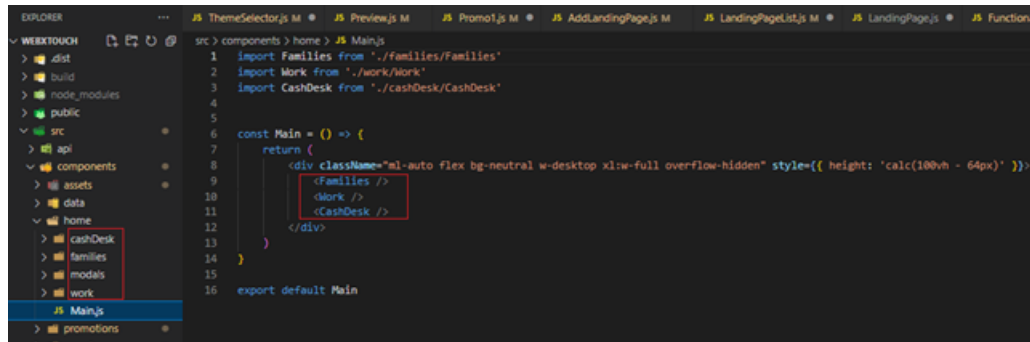 EXPLORER
WEBXTOUCH
.dist
build
node_modules
public
src
api
components
assets
data
home
cashDesk
families
modals
work
JS Main.js
promotions
JS ThemeSelector.js M
JS Preview.js M
JS Promo1.js M
JS AddLandingPage.js M
JS LandingPageList.js M
JS LandingPage.js
JS Function
src > components > home > JS Main.js
1 import Families from './families/Families'
2 import Work from './work/Work'
3 import CashDesk from './cashDesk/CashDesk'
4
5
6 const Main = () => {
7 return (
8 <div className="ml-auto flex bg-neutral w-desktop xl:w-full overflow-hidden" style={{ height: 'calc(100vh - 64px)' }}>
9 <Families />
10 <Work />
11 <CashDesk />
12 </div>
13 )
14 }
15
16 export default Main